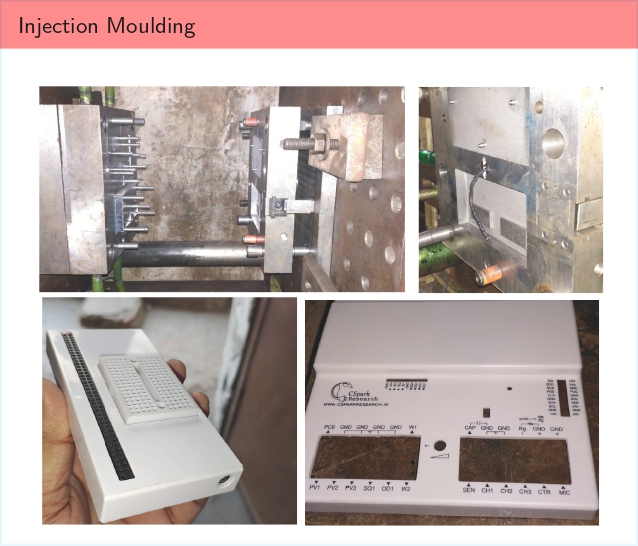 Injection Moulding
CSpark
Research
WWW.CSPARKRESEARCH.IN
PCS GND GND GND GND W1
CAP GND GND Rg GND GND
PV1 PV2 PV3 SQ1 OD1 W2
SEN CH1 CH2 CH3 CTR MIC